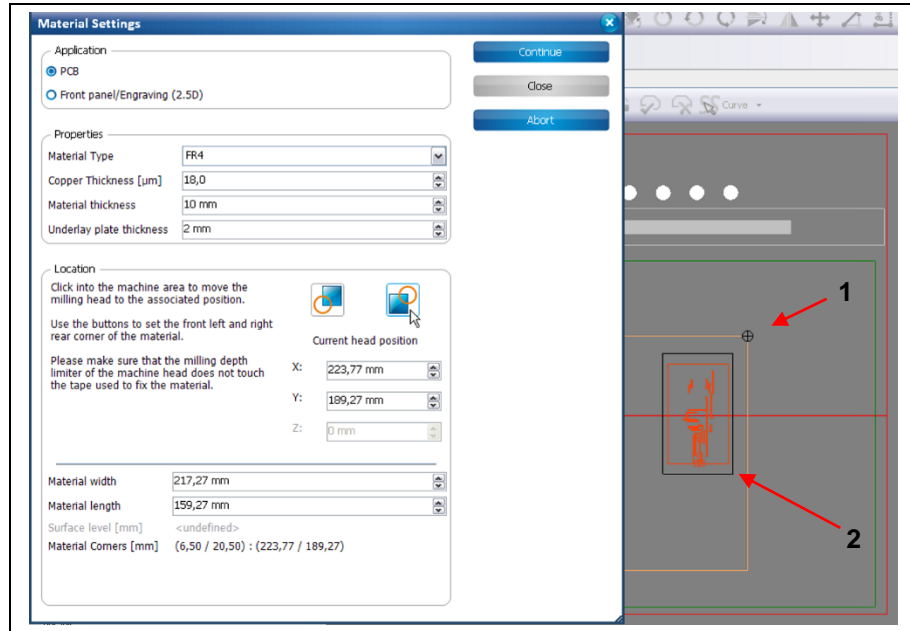 Material Settings
Application
PCB
Front panel/Engraving (2.5D)
Continue
Close
Abort
Curve
Properties
Material Type FR4
Copper Thickness [µm] 18,0
Material thickness 10 mm
Underlay plate thickness 2 mm
Location
Click into the machine area to move the
milling head to the associated position.
Use the buttons to set the front left and right
rear corner of the material.
Please make sure that the milling depth
limiter of the machine head does not touch
the tape used to fix the material.
Current head position
X: 223,77 mm
Y: 189,27 mm
Z: 0 mm
Material width 217,27 mm
Material length 159,27 mm
Surface level [mm] <undefined>
Material Corners [mm] (6,50 / 20,50) : (223,77 / 189,27)
1
2